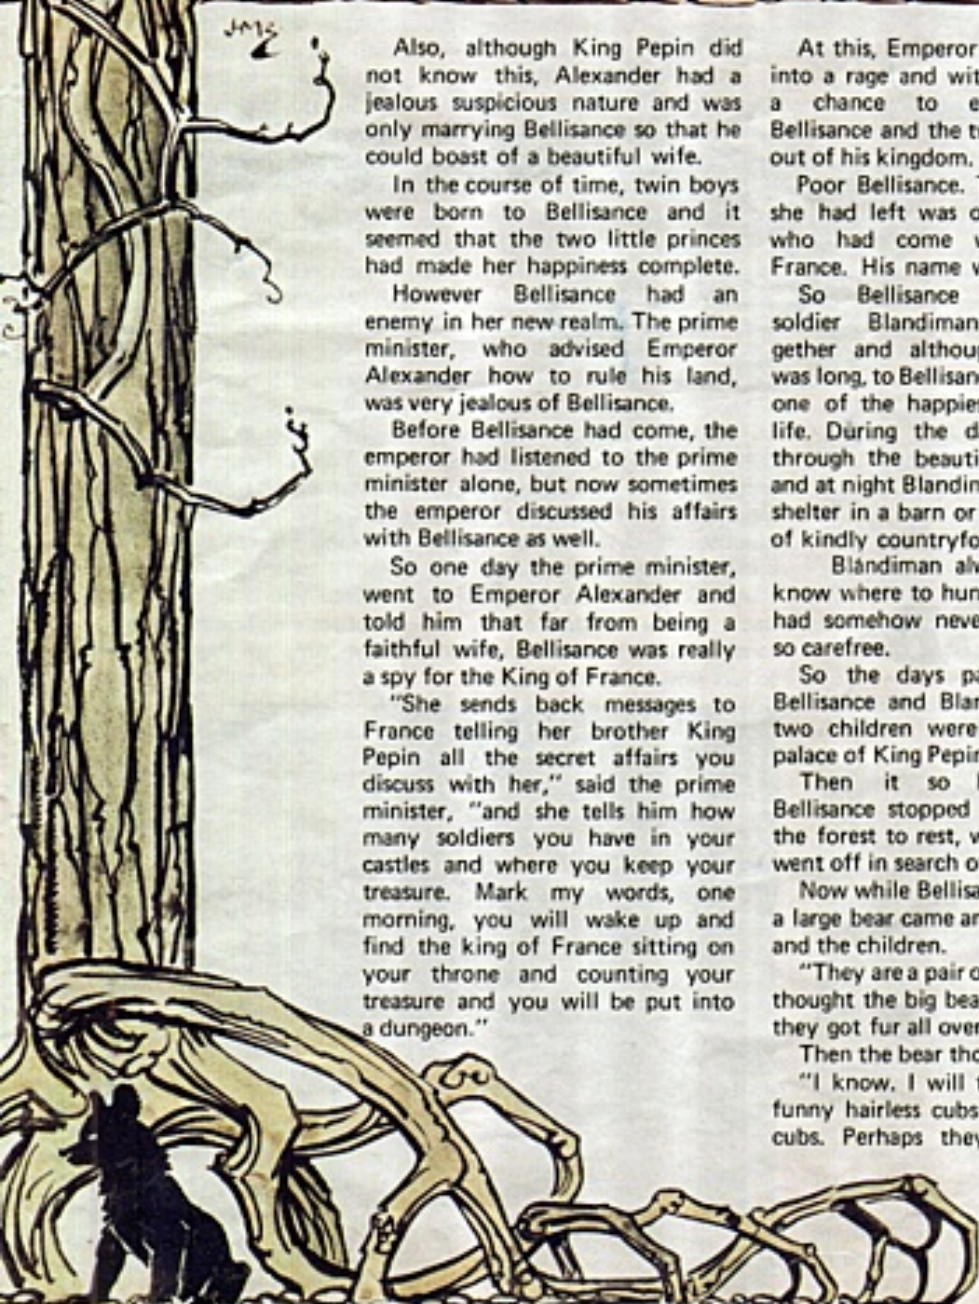 Also, although King Pepin did
not know this, Alexander had a
jealous suspicious nature and was
only marrying Bellisance so that he
could boast of a beautiful wife.
In the course of time, twin boys
were born to Bellisance and it
seemed that the two little princes
had made her happiness complete.
However Bellisance had an
enemy in her new realm. The prime
minister, who advised Emperor
Alexander how to rule his land,
was very jealous of Bellisance.
Before Bellisance had come, the
emperor had listened to the prime
minister alone, but now sometimes
the emperor discussed his affairs
with Bellisance as well.
So one day the prime minister,
went to Emperor Alexander and
told him that far from being a
faithful wife, Bellisance was really
a spy for the King of France.
"She sends back messages to
France telling her brother King
Pepin all the secret affairs you
discuss with her," said the prime
minister, "and she tells him how
many soldiers you have in your
castles and where you keep your
treasure. Mark my words, one
morning, you will wake up and
find the king of France sitting on
your throne and counting your
treasure and you will be put into
a dungeon."
At this, Emperor
into a rage and wit
a chance to e
Bellisance and the t
out of his kingdom.
Poor Bellisance. T
she had left was o
who had come
France. His name w
So Bellisance
soldier Blandiman
gether and althou
was long, to Bellisan
one of the happies
life. During the d
through the beauti
and at night Blandin
shelter in a barn or
of kindly countryfo
Blandiman alw
know where to hun
had somehow neve
so carefree.
So the days pa
Bellisance and Blan
two children were
palace of King Pepin
Then it so
Bellisance stopped
the forest to rest, w
went off in search o
Now while Bellisa
a large bear came an
and the children.
"They are a pair o
thought the big bea
they got fur all over
Then the bear tho
"I know. I will t
funny hairless cubs
cubs. Perhaps they